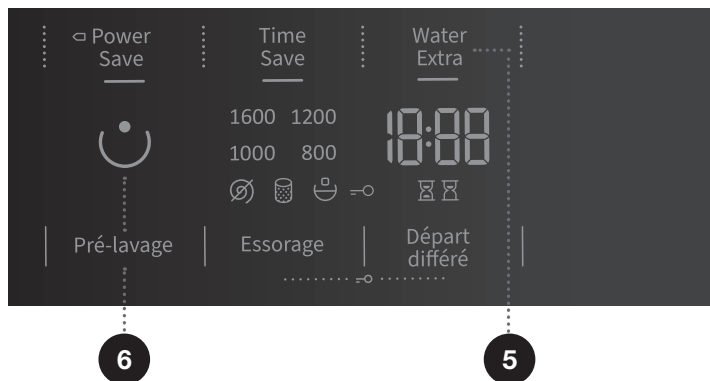 Power
Save
Time
Save
Water
Extra
1600 1200
1000 800
18:88
Pré-lavage
Essorage
Départ
différé
6
5